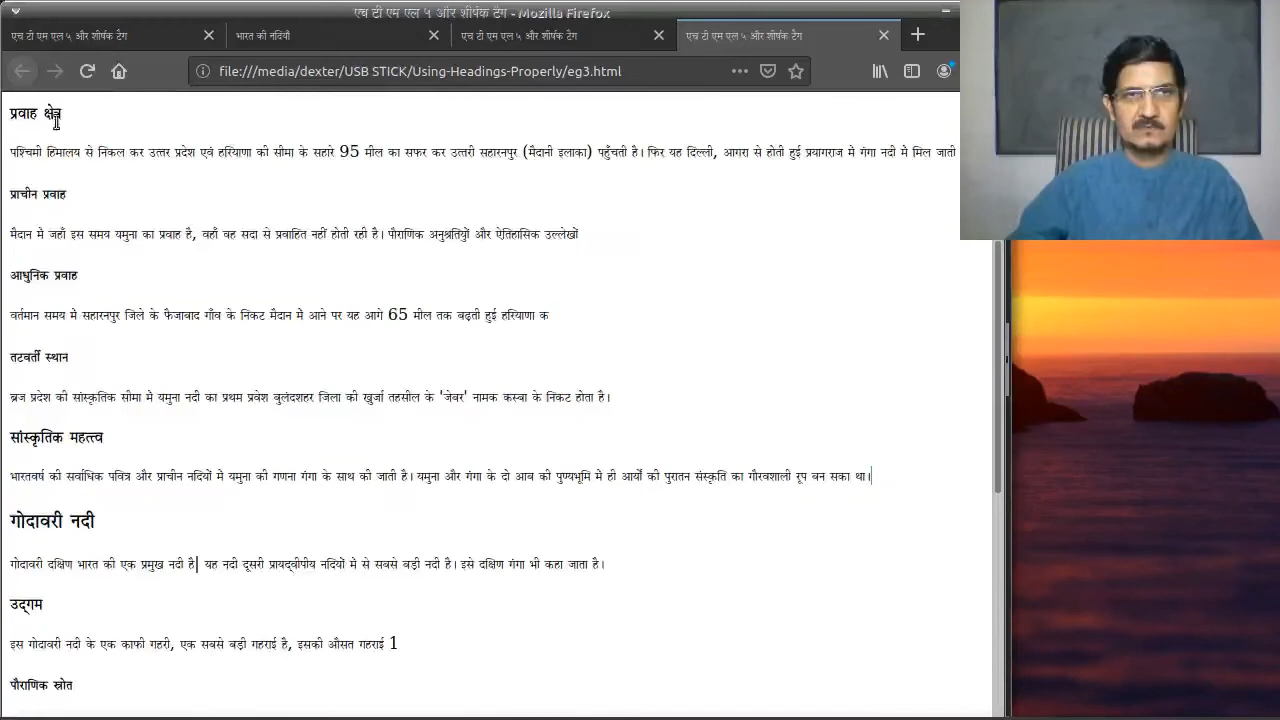 एच टी एम एल ५ और शीर्षक टैग - Mozilla Firefox
एच टी एम एल ५ और शीर्षक टैग
भारत की नदियाँ
एच टी एम एल ५ और शीर्षक टैग
एच टी एम एल ५ और शीर्षक टैग
file:///media/dexter/USB STICK/Using-Headings-Properly/eg3.html
प्रवाह क्षेत्र
पश्चिमी हिमालय से निकल कर उत्तर प्रदेश एवं हरियाणा की सीमा के सहारे 95 मील का सफर कर उत्तरी सहारनपुर (मैदानी इलाका) पहुँचती है। फिर यह दिल्ली, आगरा से होती हुई प्रयागराज में गंगा नदी में मिल जाती
प्राचीन प्रवाह
मैदान में जहाँ इस समय यमुना का प्रवाह है, वहाँ वह सदा से प्रवाहित नहीं होती रही है। पौराणिक अनुश्रुतियों और ऐतिहासिक उल्लेखों
आधुनिक प्रवाह
वर्तमान समय में सहारनपुर जिले के फैजाबाद गाँव के निकट मैदान में आने पर यह आगे 65 मील तक बढ़ती हुई हरियाणा क
तटवर्ती स्थान
ब्रज प्रदेश की सांस्कृतिक सीमा में यमुना नदी का प्रथम प्रवेश बुलंदशहर जिला की खुर्जा तहसील के 'जेवर' नामक कस्बा के निकट होता है।
सांस्कृतिक महत्त्व
भारतवर्ष की सर्वाधिक पवित्र और प्राचीन नदियों में यमुना की गणना गंगा के साथ की जाती है। यमुना और गंगा के दो आब की पुण्यभूमि में ही आर्यों की पुरातन संस्कृति का गौरवशाली रूप बन सका था।
गोदावरी नदी
गोदावरी दक्षिण भारत की एक प्रमुख नदी है| यह नदी दूसरी प्रायद्वीपीय नदियों में से सबसे बड़ी नदी है। इसे दक्षिण गंगा भी कहा जाता है।
उद्गम
इस गोदावरी नदी के एक काफी गहरी, एक सबसे बड़ी गहराई है, इसकी औसत गहराई 1
पौराणिक स्रोत